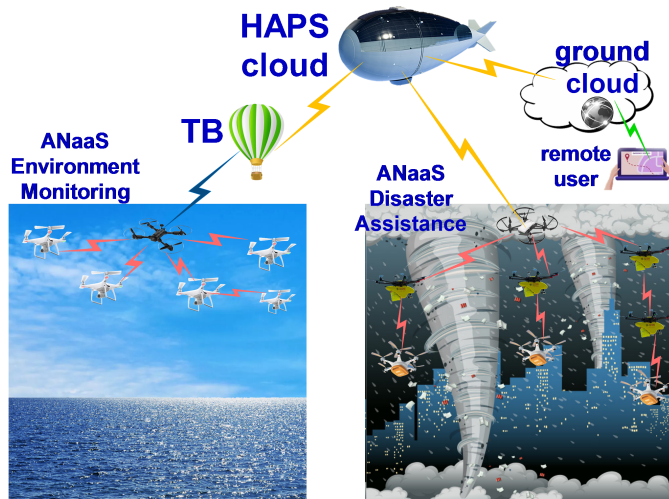 HAPS
cloud
ground
cloud
TB
remote
user
ANaaS
Environment
Monitoring
ANaaS
Disaster
Assistance